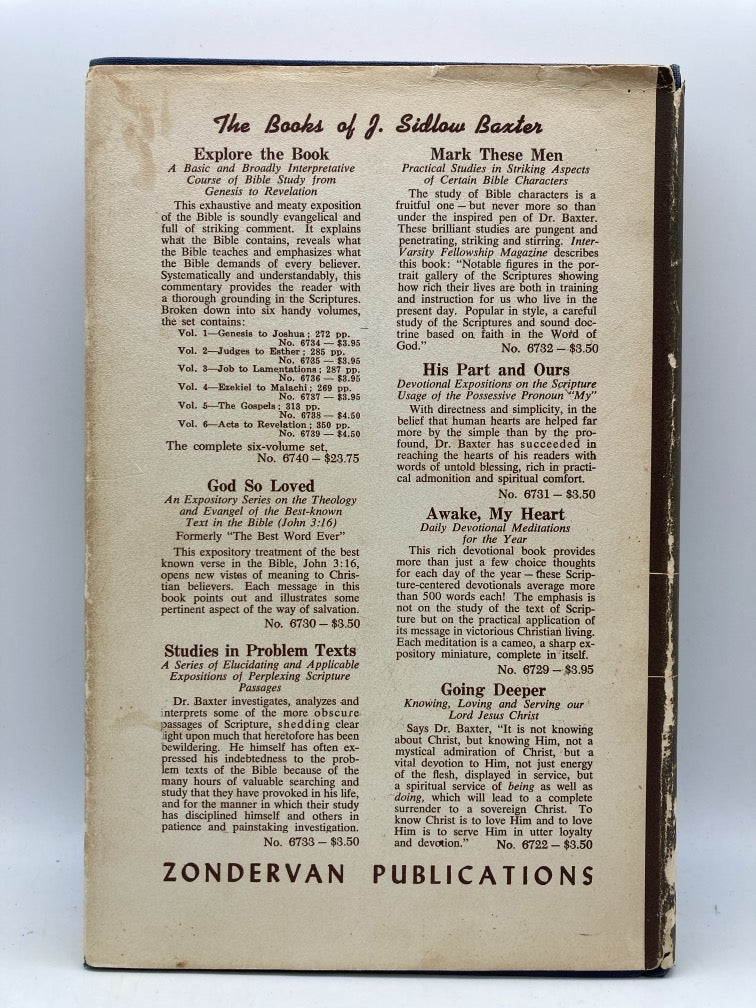 The Books of J. Sidlow Baxter
Explore the Book
A Basic and Broadly Interpretative
Course of Bible Study from
Genesis to Revelation
This exhaustive and meaty exposition
of the Bible is soundly evangelical and
full of striking comment. It explains
what the Bible contains, reveals what
the Bible teaches and emphasizes what
the Bible demands of every believer.
Systematically and understandably, this
commentary provides the reader with
a thorough grounding in the Scriptures.
Broken down into six handy volumes,
the set contains:
Vol. 1—Genesis to Joshua; 272 pp.
No. 6734 — $3.95
Vol. 2—Judges to Esther; 285 pp.
No. 6735 — $3.95
Vol. 3—Job to Lamentations; 287 pp.
No. 6736 — $3.95
Vol. 4—Ezekiel to Malachi; 269 pp.
No. 6737 — $3.95
Vol. 5—The Gospels; 313 pp.
No. 6738 — $4.50
Vol. 6—Acts to Revelation; 350 pp.
No. 6739 — $4.50
The complete six-volume set,
No. 6740 — $23.75
God So Loved
An Expository Series on the Theology
and Evangel of the Best-known
Text in the Bible (John 3:16)
Formerly "The Best Word Ever"
This expository treatment of the best
known verse in the Bible, John 3:16,
opens new vistas of meaning to Chris-
tian believers. Each message in this
book points out and illustrates some
pertinent aspect of the way of salvation.
No. 6730 — $3.50
Studies in Problem Texts
A Series of Elucidating and Applicable
Expositions of Perplexing Scripture
Passages
Dr. Baxter investigates, analyzes and
interprets some of the more obscure
passages of Scripture, shedding clear
light upon much that heretofore has been
bewildering. He himself has often ex-
pressed his indebtedness to the prob-
lem texts of the Bible because of the
many hours of valuable searching and
study that they have provoked in his life,
and for the manner in which their study
has disciplined himself and others in
patience and painstaking investigation.
No. 6733 — $3.50
Mark These Men
Practical Studies in Striking Aspects
of Certain Bible Characters
The study of Bible characters is a
fruitful one — but never more so than
under the inspired pen of Dr. Baxter.
These brilliant studies are pungent and
penetrating, striking and stirring. Inter-
Varsity Fellowship Magazine describes
this book: "Notable figures in the por-
trait gallery of the Scriptures showing
how rich their lives are both in training
and instruction for us who live in the
present day. Popular in style, a careful
study of the Scriptures and sound doc-
trine based on faith in the Word of
God." No. 6732 — $3.50
His Part and Ours
Devotional Expositions on the Scripture
Usage of the Possessive Pronoun "My"
With directness and simplicity, in the
belief that human hearts are helped far
more by the simple than by the pro-
found, Dr. Baxter has succeeded in
reaching the hearts of his readers with
words of untold blessing, rich in practi-
cal admonition and spiritual comfort.
No. 6731 — $3.50
Awake, My Heart
Daily Devotional Meditations
for the Year
This rich devotional book provides
more than just a few choice thoughts
for each day of the year — these Scrip-
ture-centered devotionals average more
than 500 words each! The emphasis is
not on the study of the text of Scrip-
ture but on the practical application of
its message in victorious Christian living.
Each meditation is a cameo, a sharp ex-
pository miniature, complete in itself.
No. 6729 — $3.95
Going Deeper
Knowing, Loving and Serving our
Lord Jesus Christ
Says Dr. Baxter, "It is not knowing
about Christ, but knowing Him, not a
mystical admiration of Christ, but a
vital devotion to Him, not just energy
of the flesh, displayed in service, but
a spiritual service of being as well as
doing, which will lead to a complete
surrender to a sovereign Christ. To
know Christ is to love Him and to love
Him is to serve Him in utter loyalty
and devotion." No. 6722 — $3.50
ZONDERVAN PUBLICATIONS